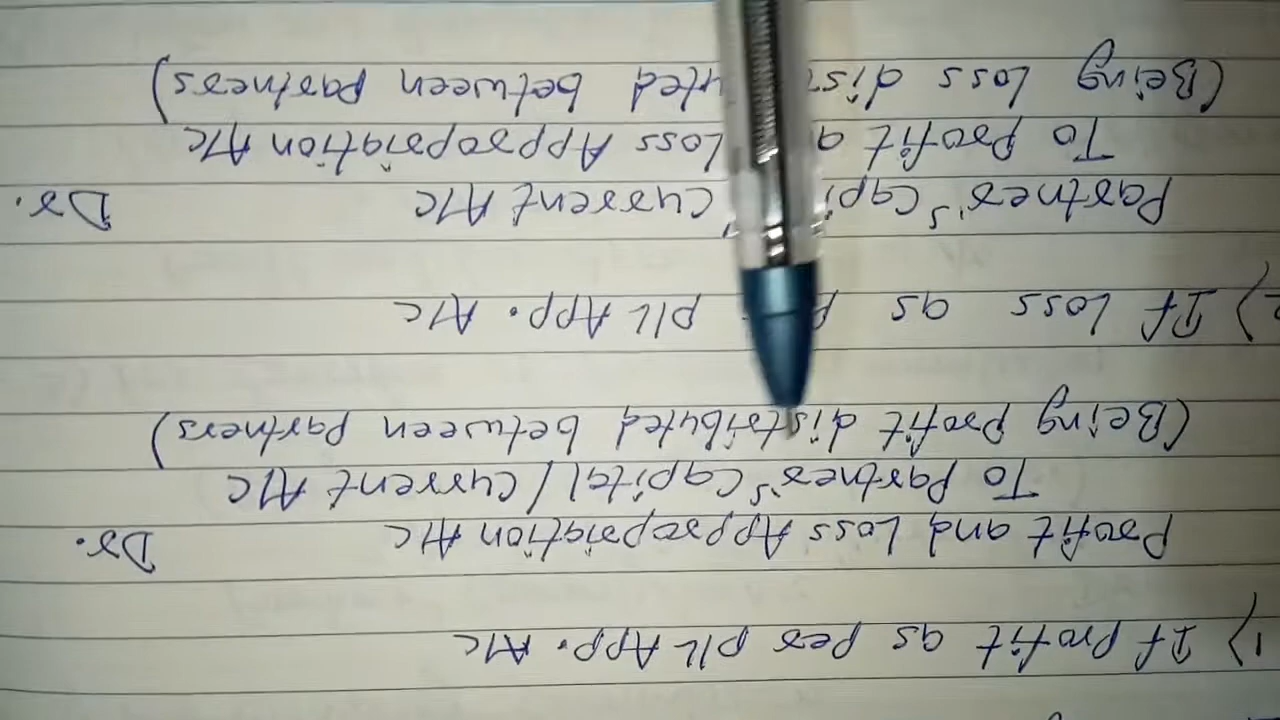 1) If profit as per P/L App. A/c
Profit and Loss Appropriation A/c Dr.
To Partner's Capital/Current A/c
(Being profit distributed between partners)
2) If Loss as P/L App. A/c
Partner's Current A/c Dr.
To Profit Loss Appropriation A/c
(Being Loss between partners)